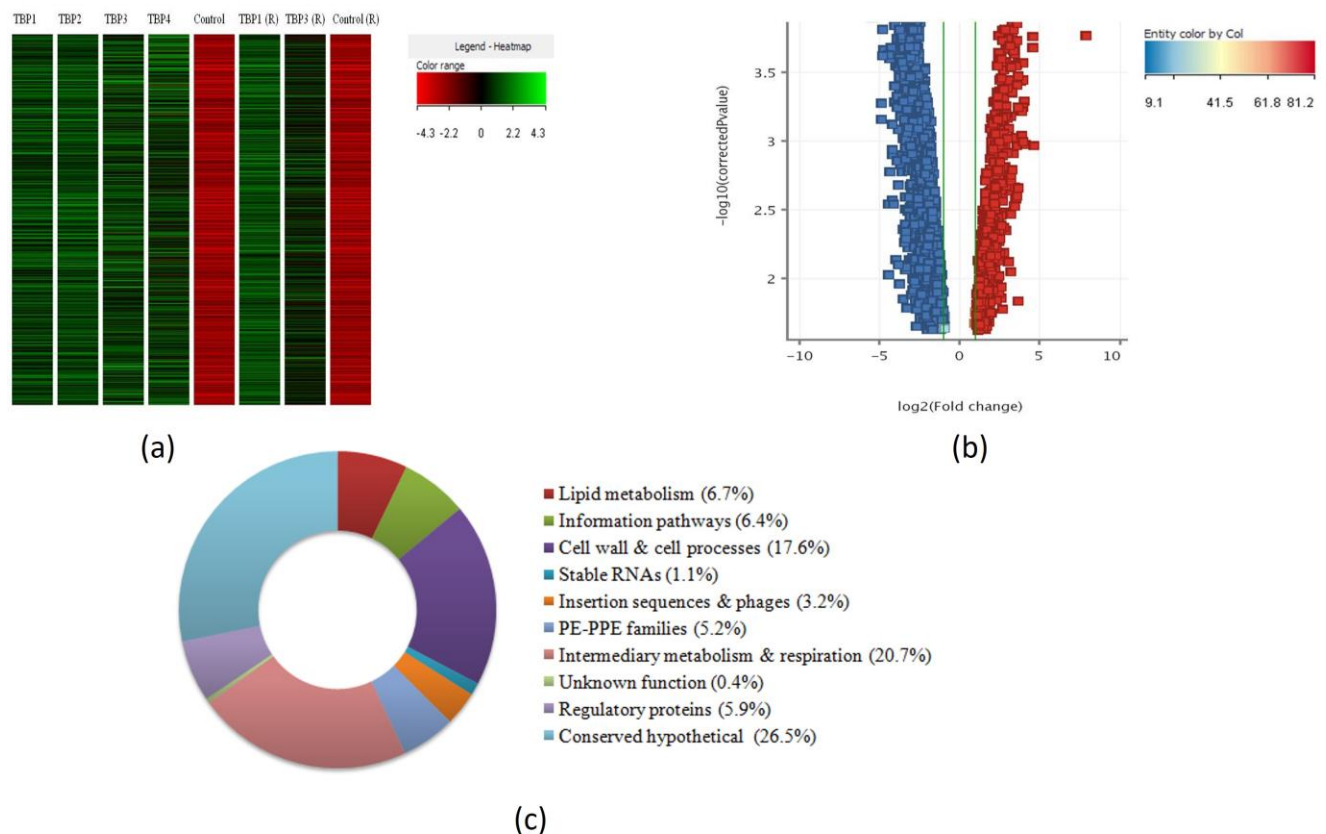 TBP1 TBP2 TBP3 TBP4 Control TBP1 (R) TBP3 (R) Control (R)
Legend - Heatmap
Color range
-4.3 -2.2 0 2.2 4.3
(a)
Entity color by Col
9.1 41.5 61.8 81.2
-log10(correctedPvalue)
3.5
3
2.5
2
-10 -5 0 5 10
log2(Fold change)
(b)
Lipid metabolism (6.7%)
Information pathways (6.4%)
Cell wall & cell processes (17.6%)
Stable RNAs (1.1%)
Insertion sequences & phages (3.2%)
PE-PPE families (5.2%)
Intermediary metabolism & respiration (20.7%)
Unknown function (0.4%)
Regulatory proteins (5.9%)
Conserved hypothetical (26.5%)
(c)